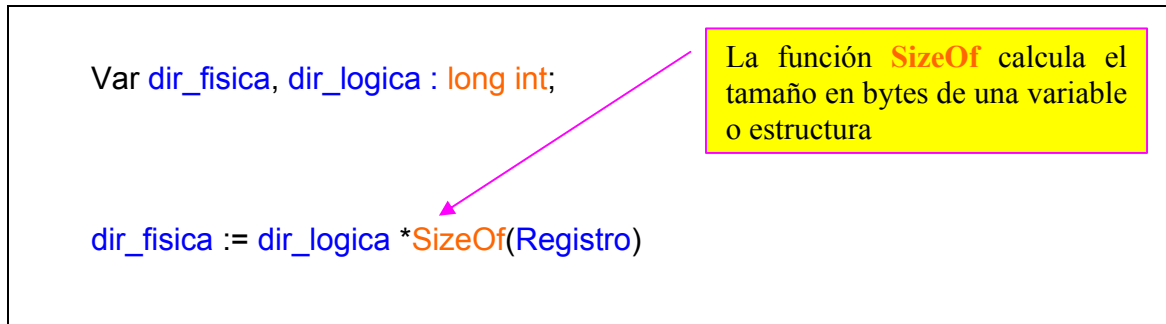 Var dir_fisica, dir_logica : long int;
La función SizeOf calcula el
tamaño en bytes de una variable
o estructura
dir_fisica := dir_logica *SizeOf(Registro)